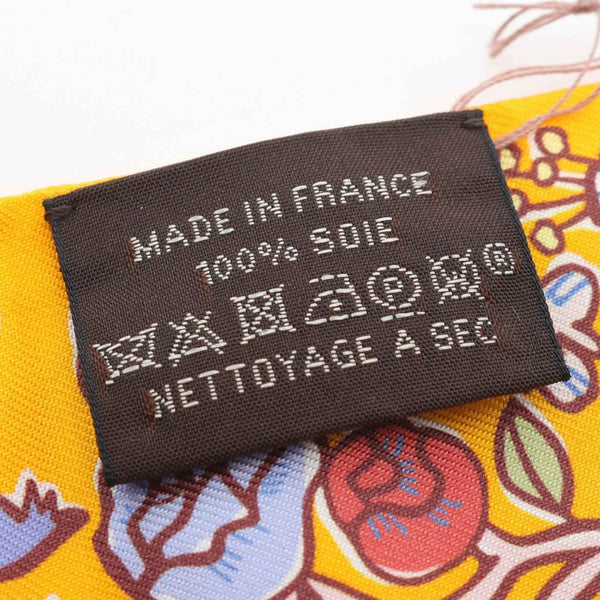 MADE IN FRANCE
100% SOIE
P ®
NETTOYAGE A SEC